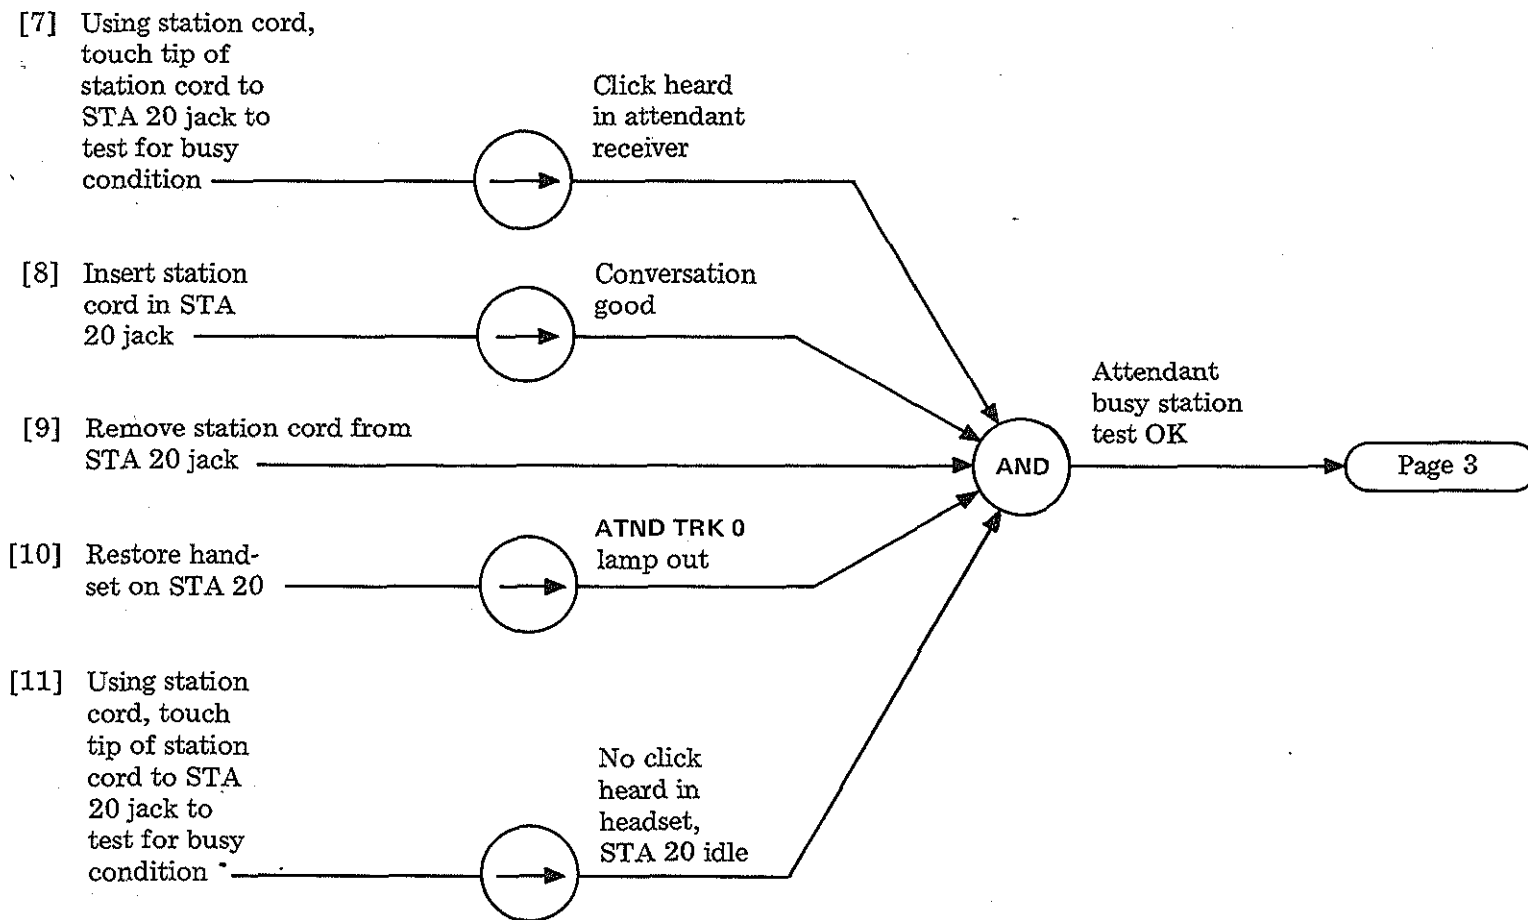 [7] Using station cord,
touch tip of
station cord to
STA 20 jack to
test for busy
condition
Click heard
in attendant
receiver
[8] Insert station
cord in STA
20 jack
Conversation
good
[9] Remove station cord from
STA 20 jack
[10] Restore hand-
set on STA 20
ATND TRK 0
lamp out
[11] Using station
cord, touch
tip of station
cord to STA
20 jack to
test for busy
condition
No click
heard in
headset,
STA 20 idle
AND
Attendant
busy station
test OK
Page 3